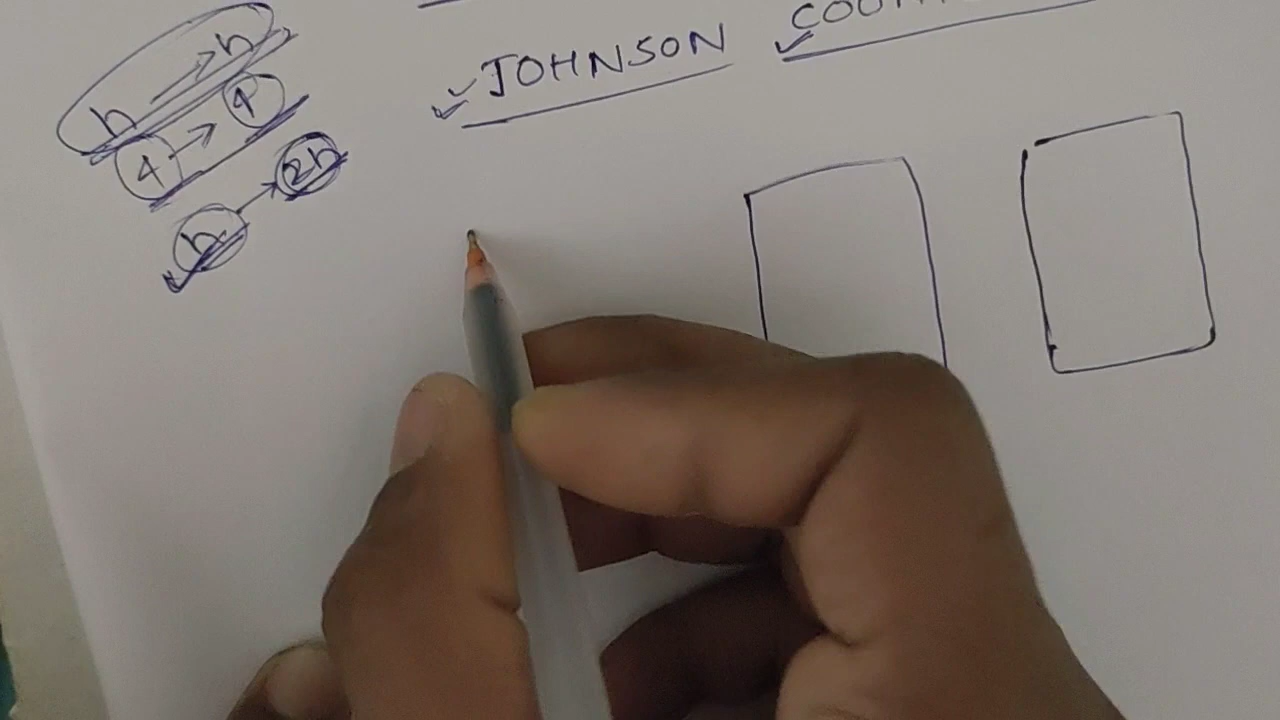 JOHNSON
n → n
4 → 4
n → 2n